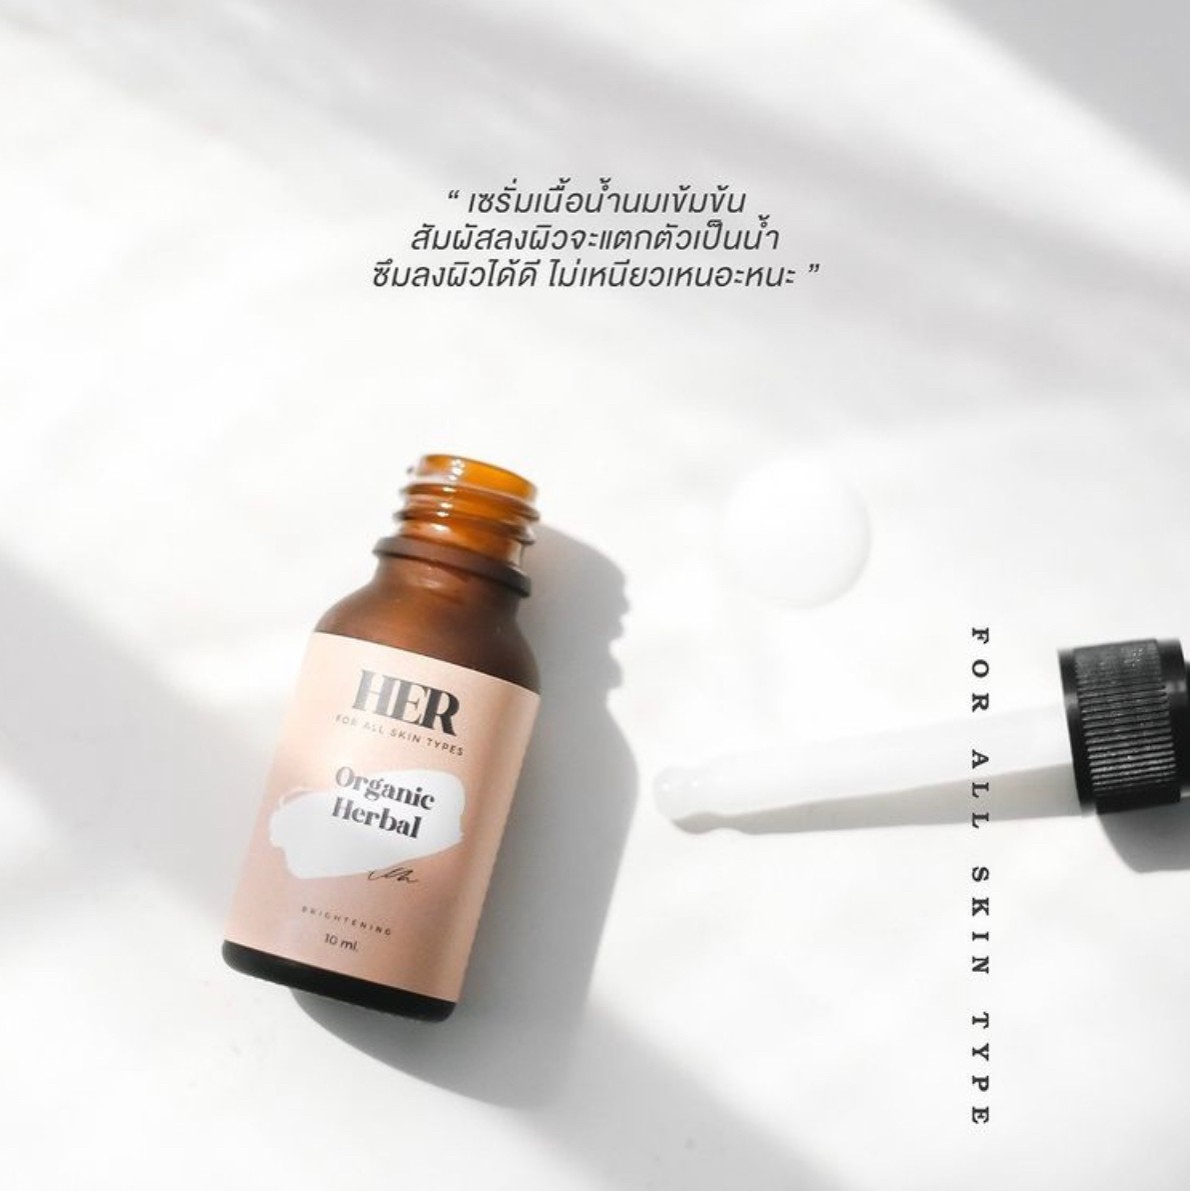 “ เซรั่มเนื้อน้ำนมเข้มข้น
สัมผัสลงผิวจะแตกตัวเป็นน้ำ
ซึมลงผิวได้ดี ไม่เหนียวเหนอะหนะ ”
HER
FOR ALL SKIN TYPES
Organic
Herbal
BRIGHTENING
10 ml.
FOR ALL SKIN TYPE